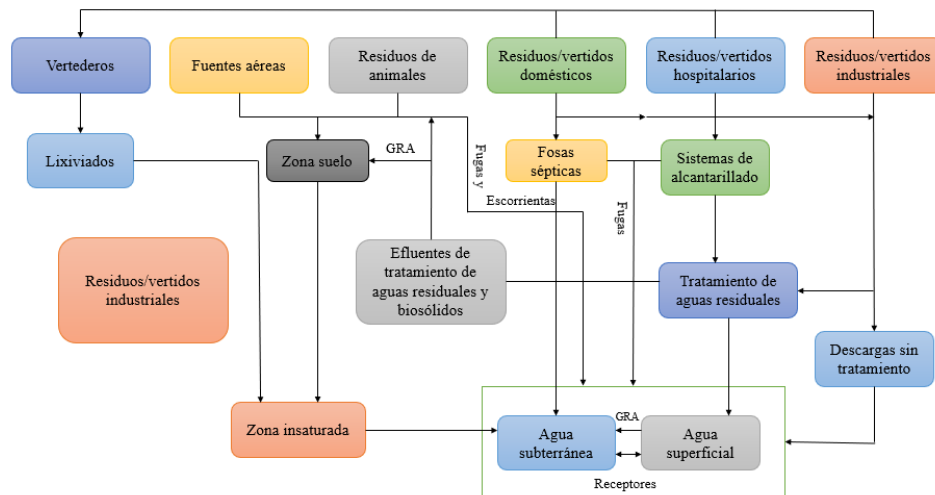 Vertederos
Fuentes aéreas
Residuos de
animales
Residuos/vertidos
domésticos
Residuos/vertidos
hospitalarios
Residuos/vertidos
industriales
Lixiviados
Zona suelo
GRA
Fugas y
Escorrientas
Fosas
sépticas
Fugas
Sistemas de
alcantarillado
Residuos/vertidos
industriales
Efluentes de
tratamiento de
aguas residuales y
biosólidos
Tratamiento de
aguas residuales
Descargas sin
tratamiento
Zona insaturada
Agua
subterránea
GRA
Agua
superficial
Receptores